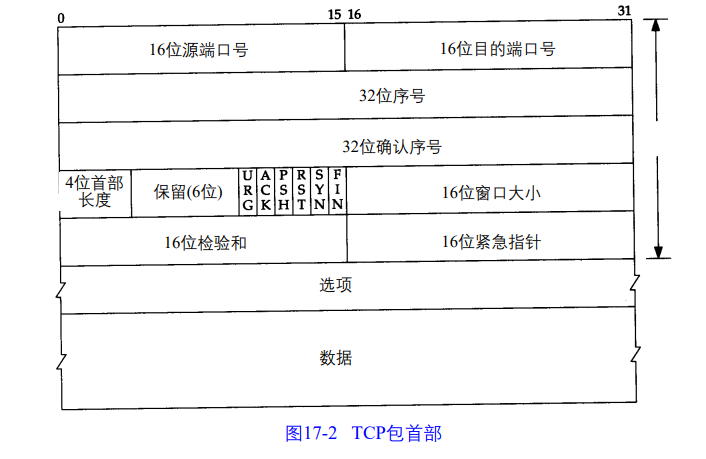 0 15 16 31
16位源端口号 16位目的端口号
32位序号
32位确认序号
4位首部
长度
保留(6位)
URG ACK PSH RST SYN FIN
16位窗口大小
16位检验和 16位紧急指针
选项
数据
图17-2 TCP包首部